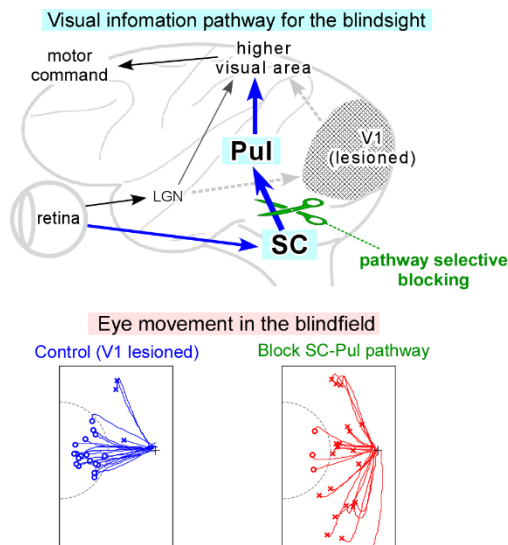 Visual infomation pathway for the blindsight
motor
command
higher
visual area
V1
(lesioned)
Pul
LGN
retina
SC
pathway selective
blocking
Eye movement in the blindfield
Control (V1 lesioned)
Block SC-Pul pathway